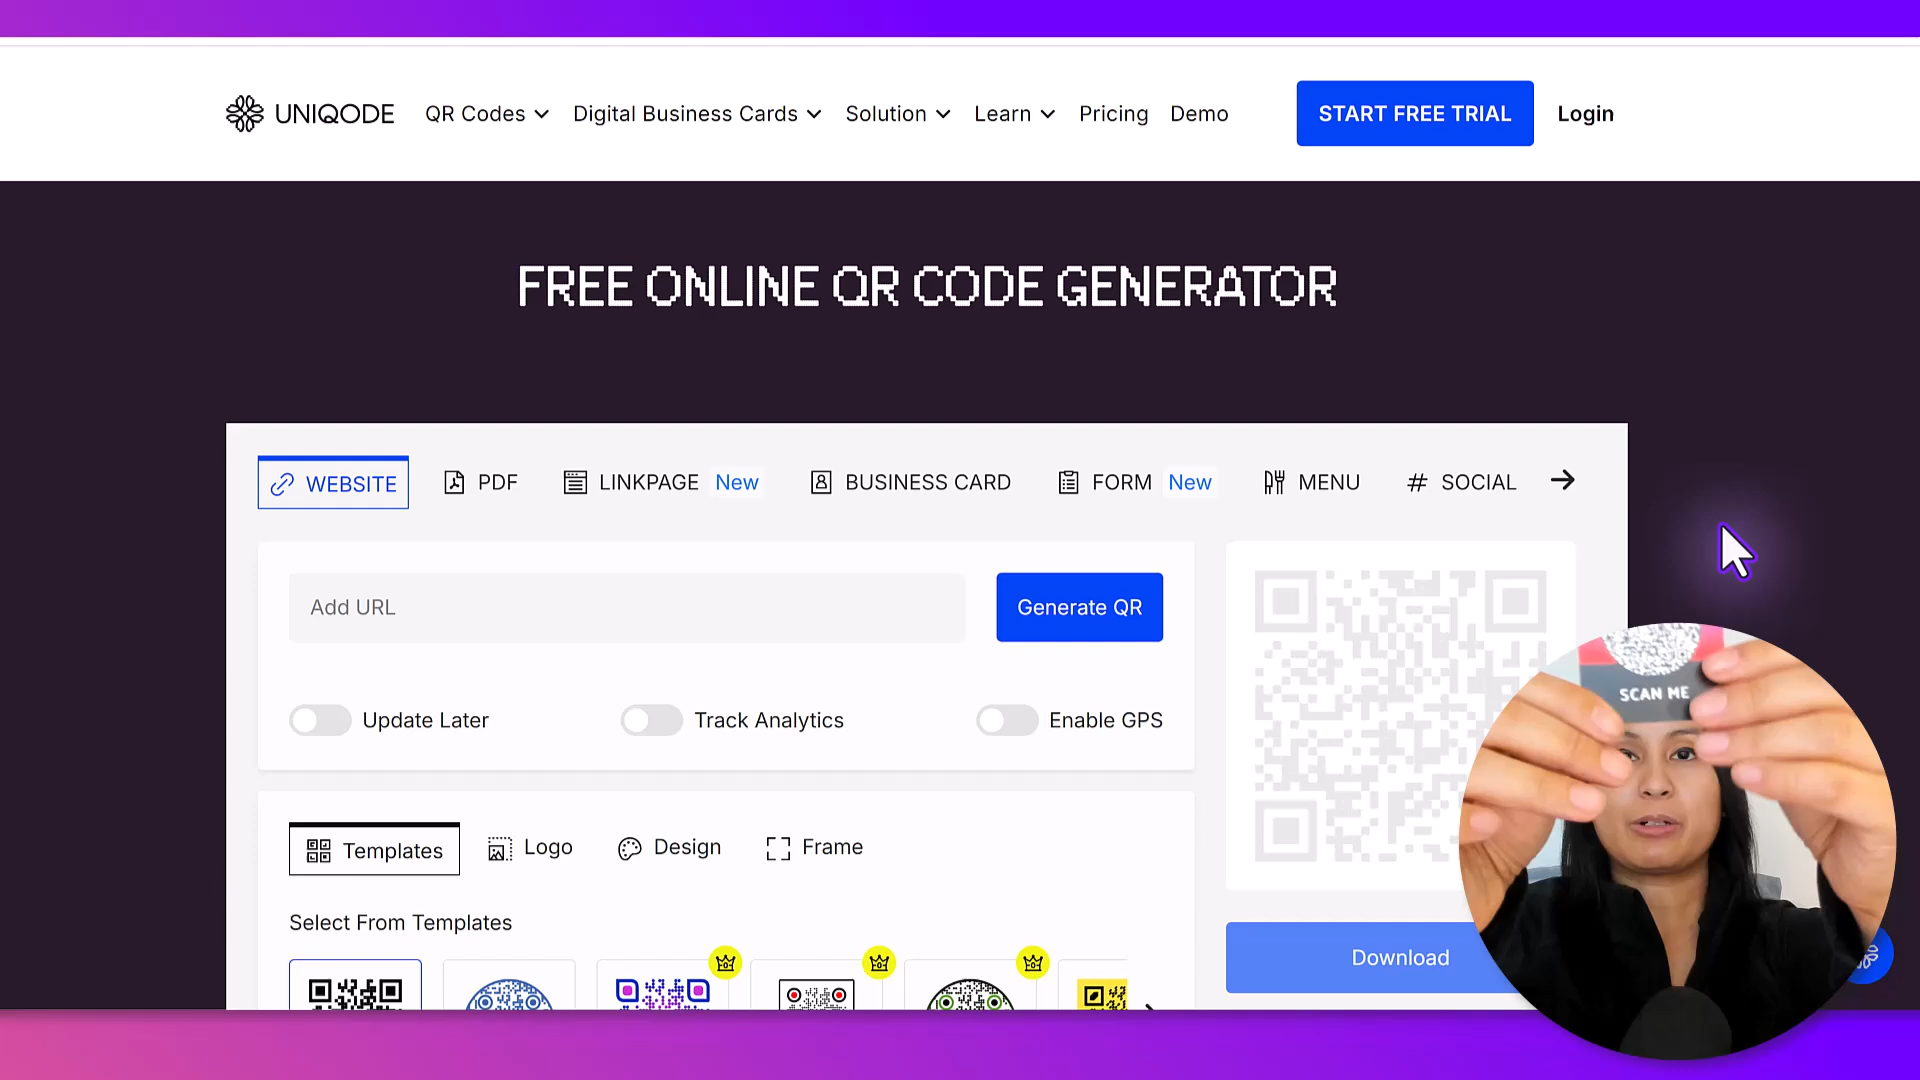 UNIQODE QR Codes Digital Business Cards Solution Learn Pricing Demo START FREE TRIAL Login
FREE ONLINE QR CODE GENERATOR
WEBSITE PDF LINKPAGE New BUSINESS CARD FORM New MENU # SOCIAL
Add URL Generate QR
Update Later Track Analytics Enable GPS
SCAN ME
Templates Logo Design Frame
Select From Templates
Download